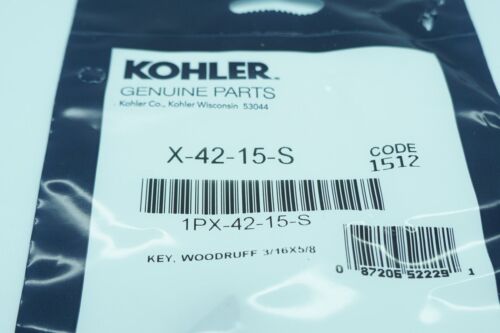 KOHLER.
GENUINE PARTS
Kohler Co., Kohler Wisconsin 53044
X-42-15-S
CODE
1512
1PX-42-15-S
KEY, WOODRUFF 3/16X5/8
0 87206 52229 1